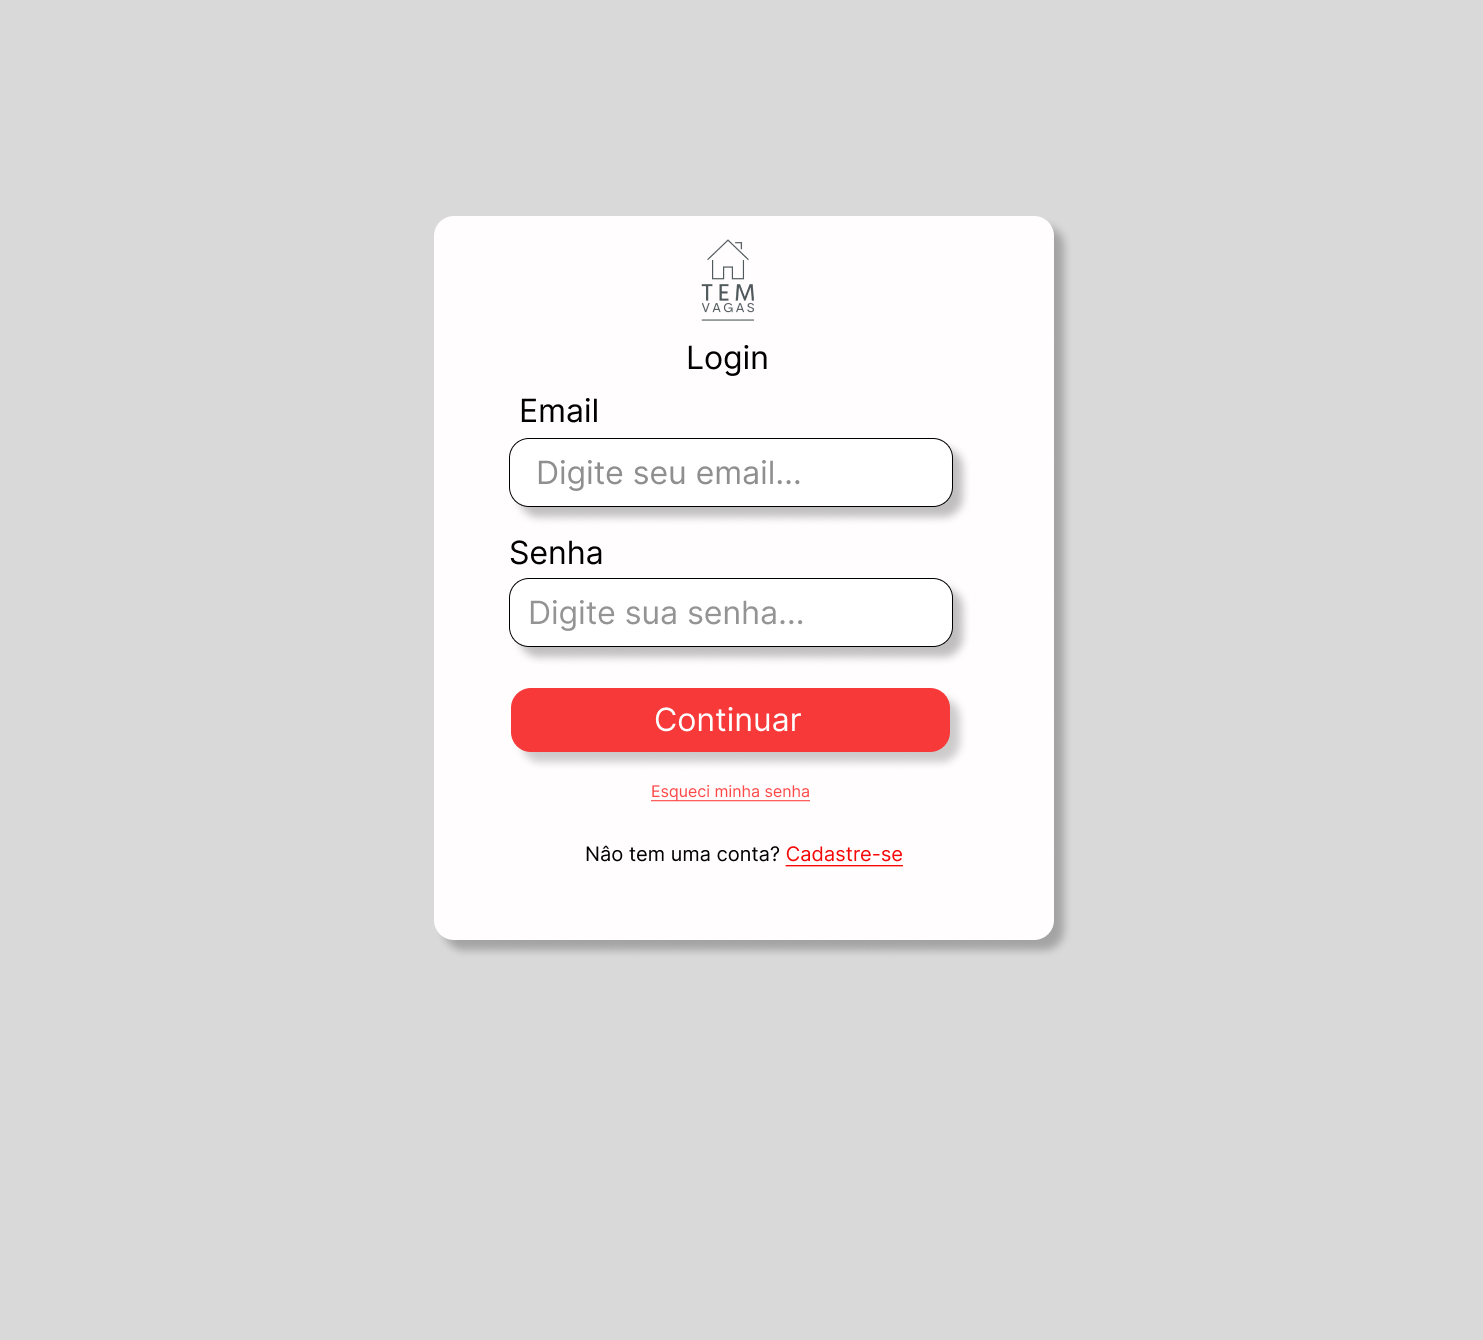 TEM
VAGAS
Login
Email
Digite seu email...
Senha
Digite sua senha...
Continuar
Esqueci minha senha
Nâo tem uma conta? Cadastre-se